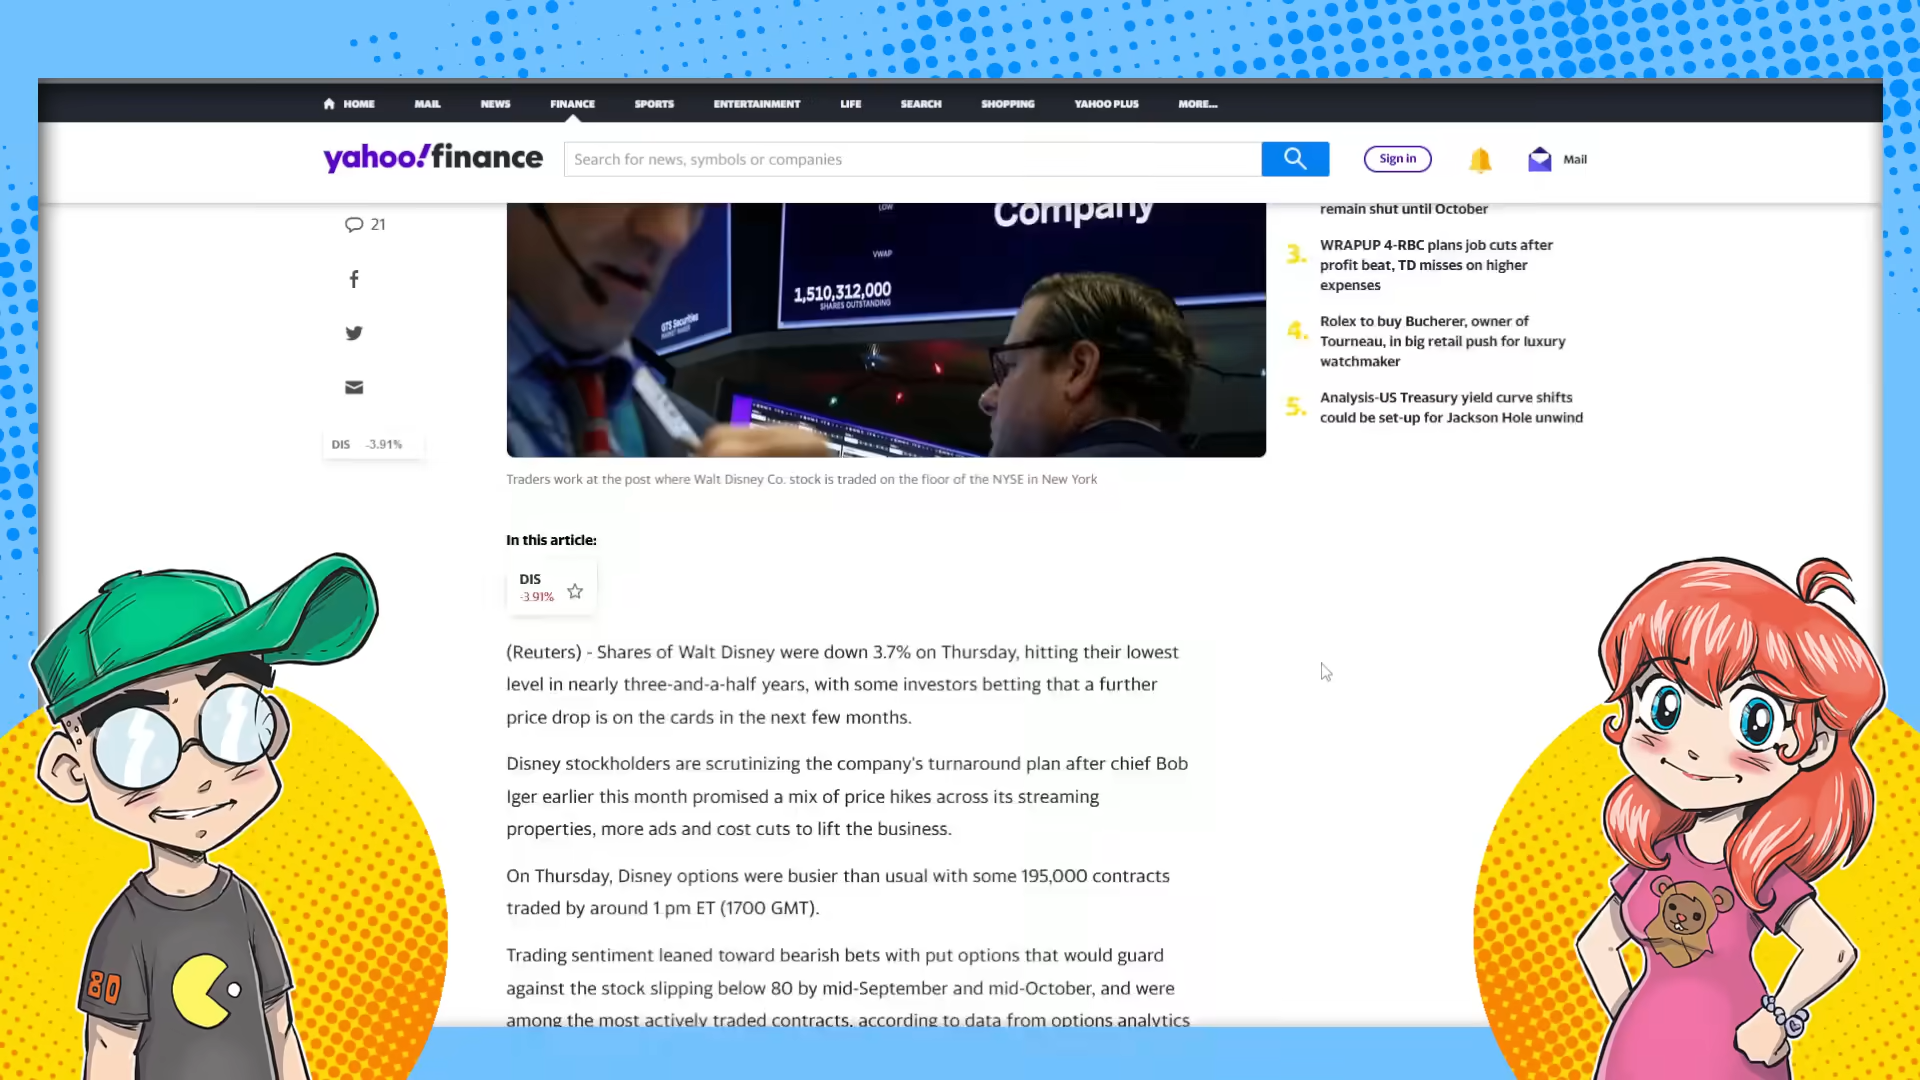 HOME MAIL NEWS FINANCE SPORTS ENTERTAINMENT LIFE SEARCH SHOPPING YAHOO PLUS MORE...
yahoo!finance
Search for news, symbols or companies
Sign in
Mail
21
DIS -3.91%
LOW
Company
VWAP
1,510,312,000
SHARES OUTSTANDING
GTS Securities
remain shut until October
3. WRAPUP 4-RBC plans job cuts after
profit beat, TD misses on higher
expenses
4. Rolex to buy Bucherer, owner of
Tourneau, in big retail push for luxury
watchmaker
5. Analysis-US Treasury yield curve shifts
could be set-up for Jackson Hole unwind
Traders work at the post where Walt Disney Co. stock is traded on the floor of the NYSE in New York
In this article:
DIS
-3.91%
(Reuters) - Shares of Walt Disney were down 3.7% on Thursday, hitting their lowest
level in nearly three-and-a-half years, with some investors betting that a further
price drop is on the cards in the next few months.
Disney stockholders are scrutinizing the company's turnaround plan after chief Bob
Iger earlier this month promised a mix of price hikes across its streaming
properties, more ads and cost cuts to lift the business.
On Thursday, Disney options were busier than usual with some 195,000 contracts
traded by around 1 pm ET (1700 GMT).
Trading sentiment leaned toward bearish bets with put options that would guard
against the stock slipping below 80 by mid-September and mid-October, and were
among the most actively traded contracts, according to data from options analytics
80